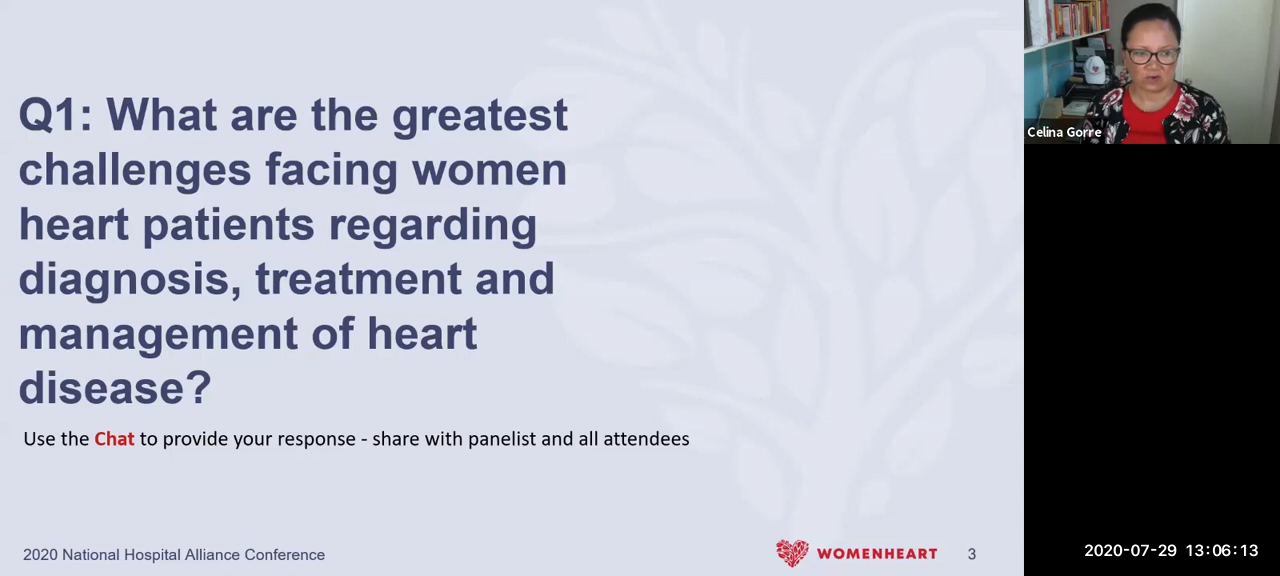 Q1: What are the greatest
challenges facing women
heart patients regarding
diagnosis, treatment and
management of heart
disease?
Use the Chat to provide your response - share with panelist and all attendees
2020 National Hospital Alliance Conference
WOMENHEART
3
Celina Gorre
2020-07-29 13:06:13